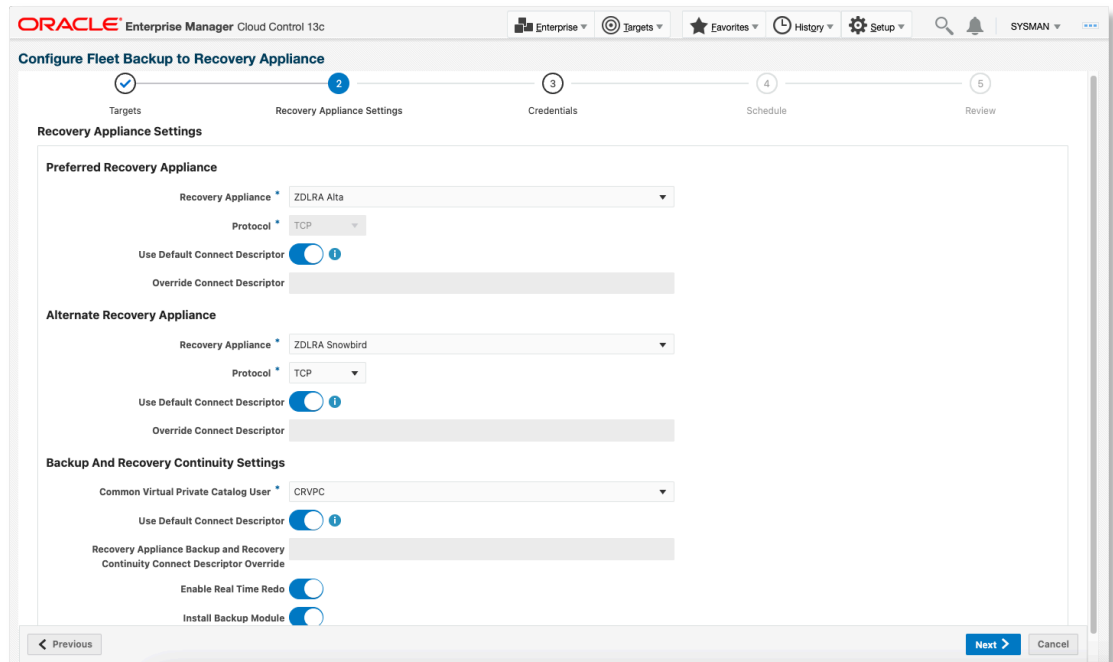 ORACLE Enterprise Manager Cloud Control 13c Enterprise Targets Favorites History Setup SYSMAN
Configure Fleet Backup to Recovery Appliance
2 3 4 5
Targets Recovery Appliance Settings Credentials Schedule Review
Recovery Appliance Settings
Preferred Recovery Appliance
Recovery Appliance * ZDLRA Alta
Protocol * TCP
Use Default Connect Descriptor i
Override Connect Descriptor
Alternate Recovery Appliance
Recovery Appliance * ZDLRA Snowbird
Protocol * TCP
Use Default Connect Descriptor i
Override Connect Descriptor
Backup And Recovery Continuity Settings
Common Virtual Private Catalog User * CRVPC
Use Default Connect Descriptor i
Recovery Appliance Backup and Recovery
Continuity Connect Descriptor Override
Enable Real Time Redo
Install Backup Module
Previous Next Cancel